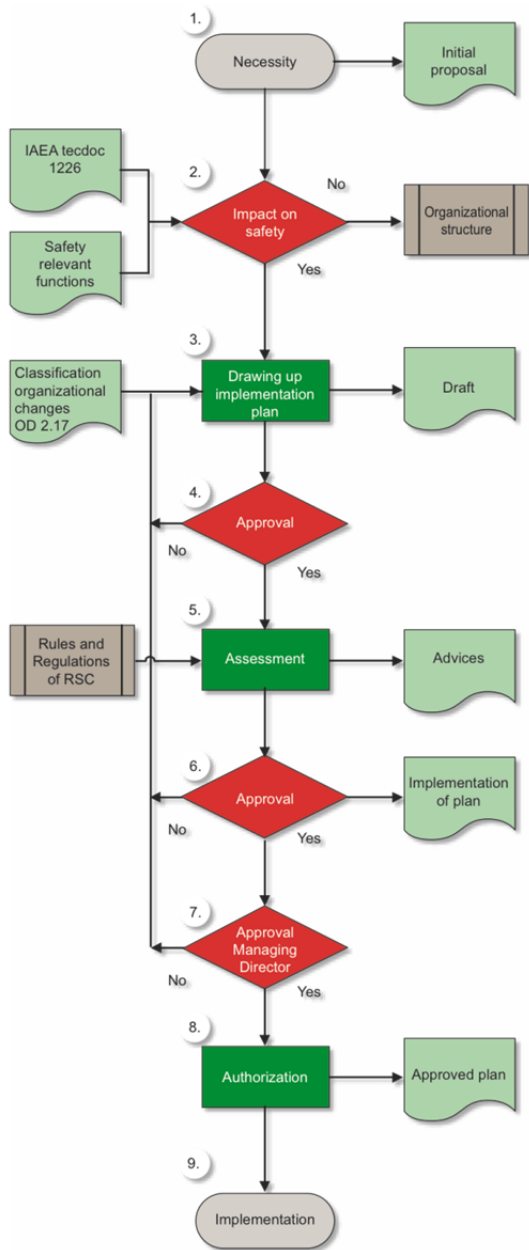 1.
Necessity
Initial
proposal
IAEA tecdoc
1226
2.
No
Impact on
safety
Organizational
structure
Safety
relevant
functions
Yes
3.
Classification
organizational
changes
OD 2.17
Drawing up
implementation
plan
Draft
4.
Approval
No
Yes
5.
Rules and
Regulations
of RSC
Assessment
Advices
6.
Approval
Implementation
of plan
No
Yes
7.
Approval
Managing
Director
No
Yes
8.
Authorization
Approved plan
9.
Implementation